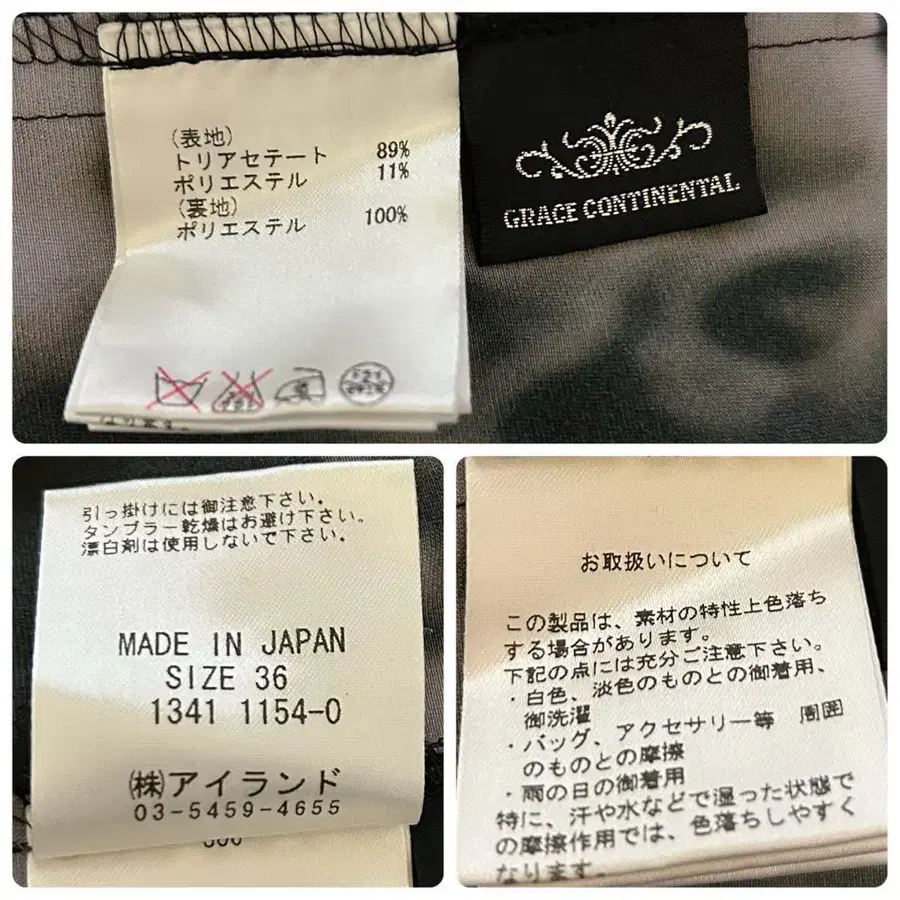 (表地)
トリアセテート 89%
ポリエステル 11%
(裏地)
ポリエステル 100%
GRACE CONTINENTAL
なります。
引っ掛けには御注意下さい。
タンブラー乾燥はお避け下さい。
漂白剤は使用しないで下さい。
MADE IN JAPAN
SIZE 36
1341 1154-0
㈱アイランド
03-5459-4655
お取扱いについて
この製品は、素材の特性上色落ち
する場合があります。
下記の点には充分ご注意下さい。
・白色、淡色のものとの御着用、
御洗濯
・バッグ、アクセサリー等 周囲
のものとの摩擦
・雨の日の御着用
特に、汗や水などで湿った状態で
の摩擦作用では、色落ちしやすく
なります。